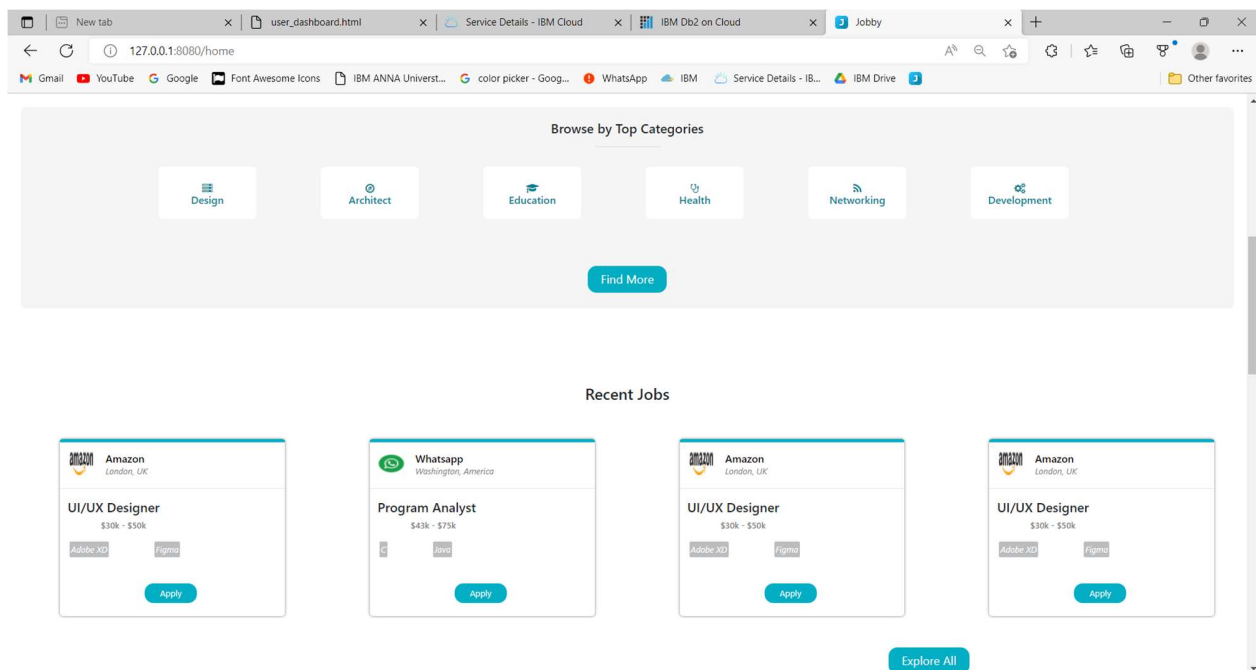 New tab user_dashboard.html Service Details - IBM Cloud IBM Db2 on Cloud Jobby
127.0.0.1:8080/home
Gmail YouTube Google Font Awesome Icons IBM ANNA Universt... color picker - Goog... WhatsApp IBM Service Details - IB... IBM Drive Other favorites
Browse by Top Categories
Design Architect Education Health Networking Development
Find More
Recent Jobs
amazon Amazon Whatsapp amazon Amazon amazon Amazon
London, UK Washington, America London, UK London, UK
UI/UX Designer Program Analyst UI/UX Designer UI/UX Designer
$30k - $50k $43k - $75k $30k - $50k $30k - $50k
Adobe XD Figma C Java Adobe XD Figma Adobe XD Figma
Apply Apply Apply Apply
Explore All